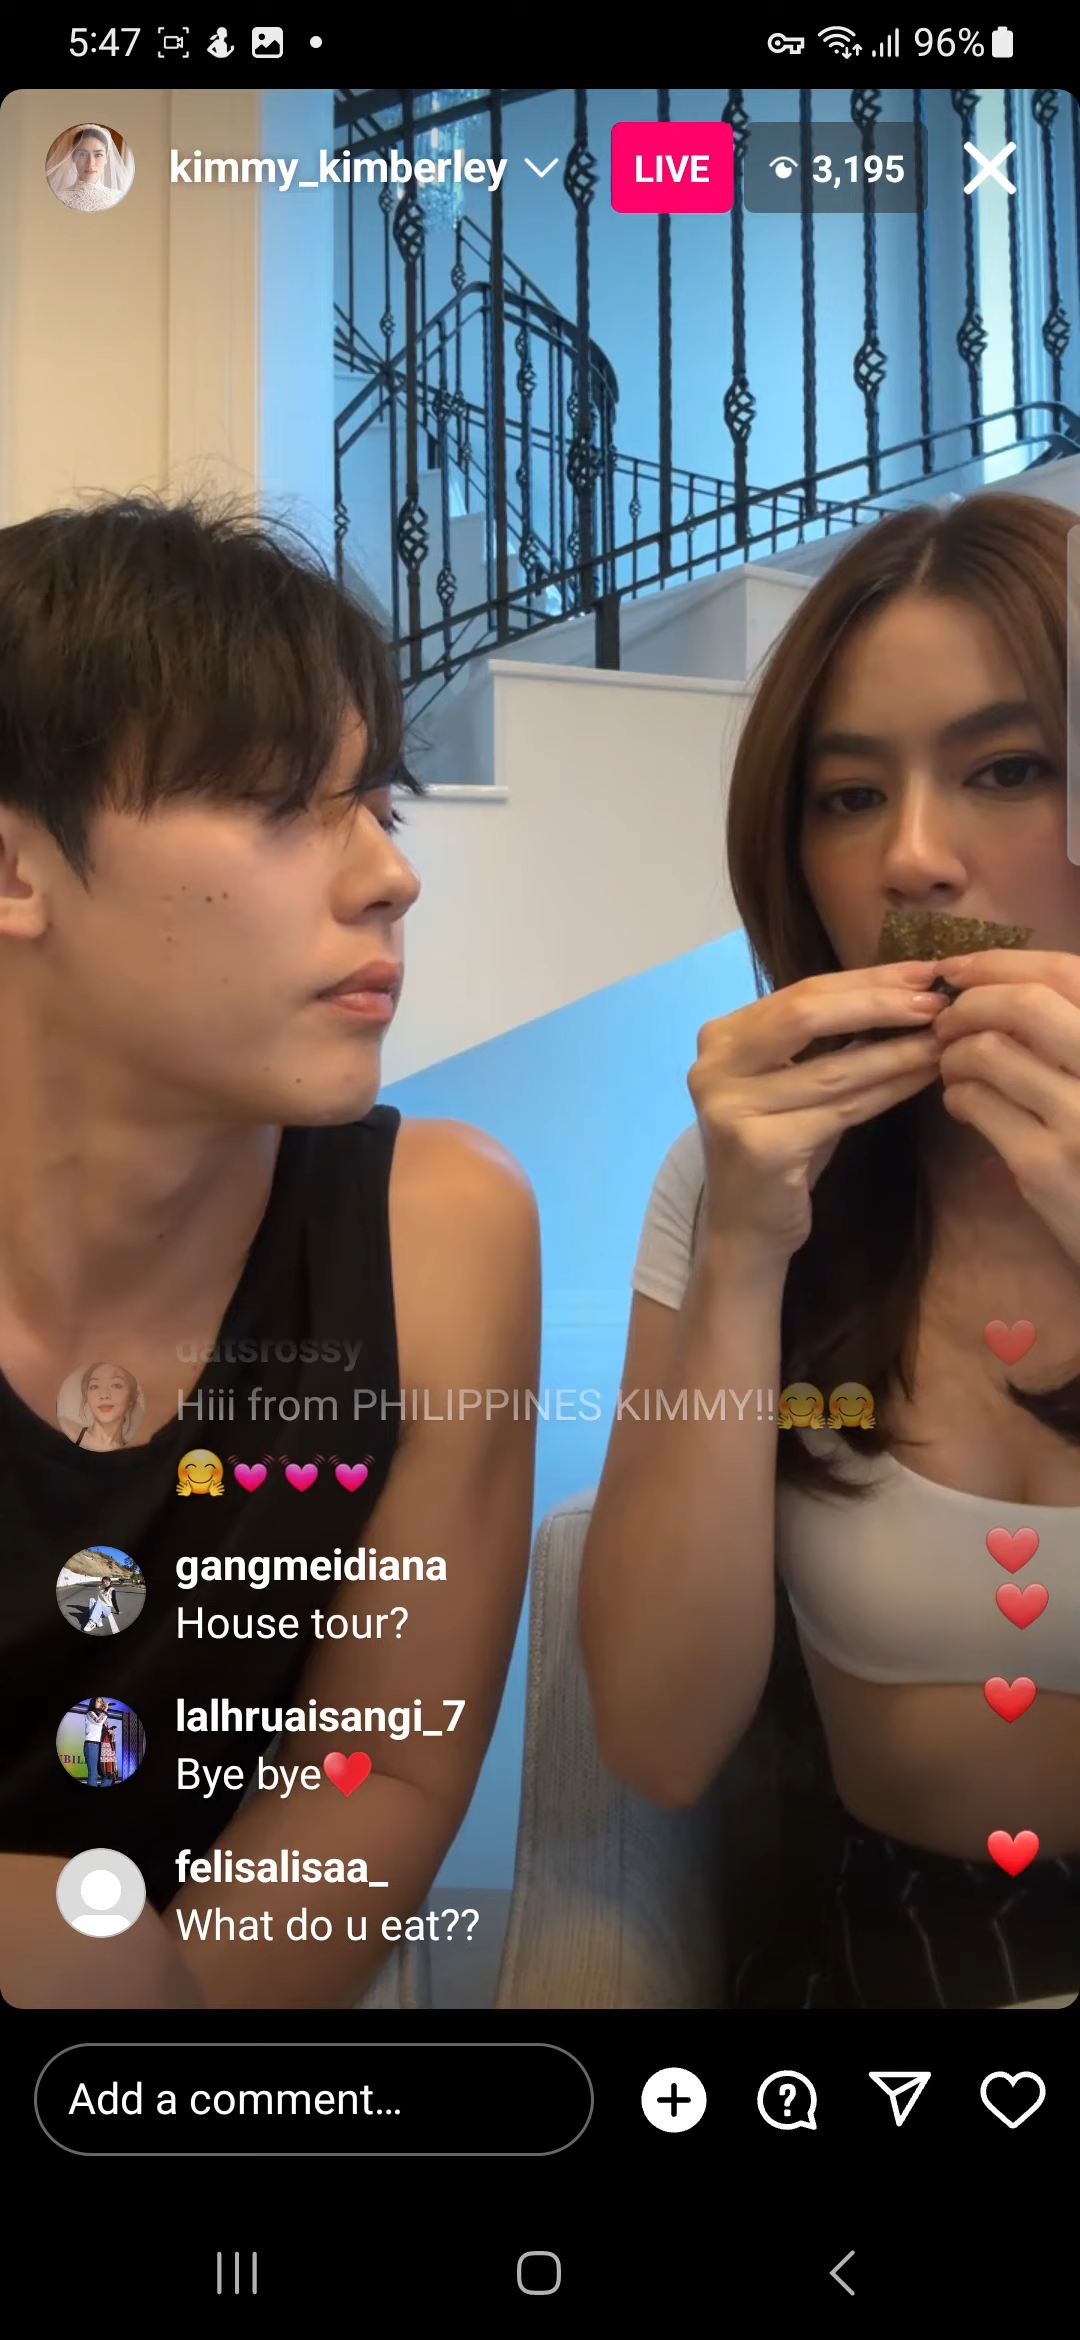 5:47
96%
kimmy_kimberley
LIVE
3,195
datsrossy
Hiii from PHILIPPINES KIMMY!!🤗🤗
🤗💓💓💓
gangmeidiana
House tour?
lalhruaisangi_7
Bye bye❤️
felisalisaa_
What do u eat??
Add a comment...